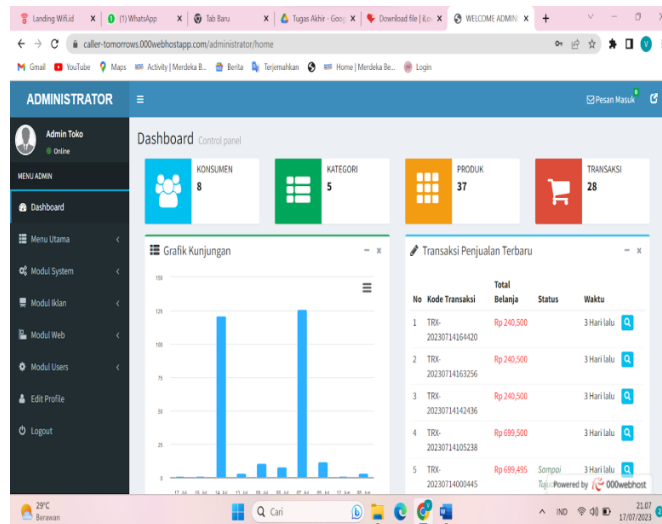 Landing Wifi.id x
(1) WhatsApp x
Tab Baru x
Tugas Akhir - Goo x
Download file | iLo x
WELCOME ADMIN x
caller-tomorrows.000webhostapp.com/administrator/home
Gmail YouTube Maps Activity | Merdeka B... Berita Terjemahkan Home | Merdeka Be... Login
ADMINISTRATOR
Pesan Masuk 0
Admin Toko
Online
MENU ADMIN
Dashboard
Menu Utama
Modul System
Modul Iklan
Modul Web
Modul Users
Edit Profile
Logout
Dashboard Control panel
KONSUMEN
8
KATEGORI
5
PRODUK
37
TRANSAKSI
28
Grafik Kunjungan
150
125
100
75
50
25
0
Transaksi Penjualan Terbaru
No Kode Transaksi Total Belanja Status Waktu
1 TRX-20230714164420 Rp 240,500 3 Hari lalu
2 TRX-20230714163256 Rp 240,500 3 Hari lalu
3 TRX-20230714142436 Rp 240,500 3 Hari lalu
4 TRX-20230714105238 Rp 699,500 3 Hari lalu
5 TRX-20230714000445 Rp 699,495 Sampai 3 Hari lalu
Powered by 000webhost
29°C
Berawan
Cari
IND
21.07
17/07/2023